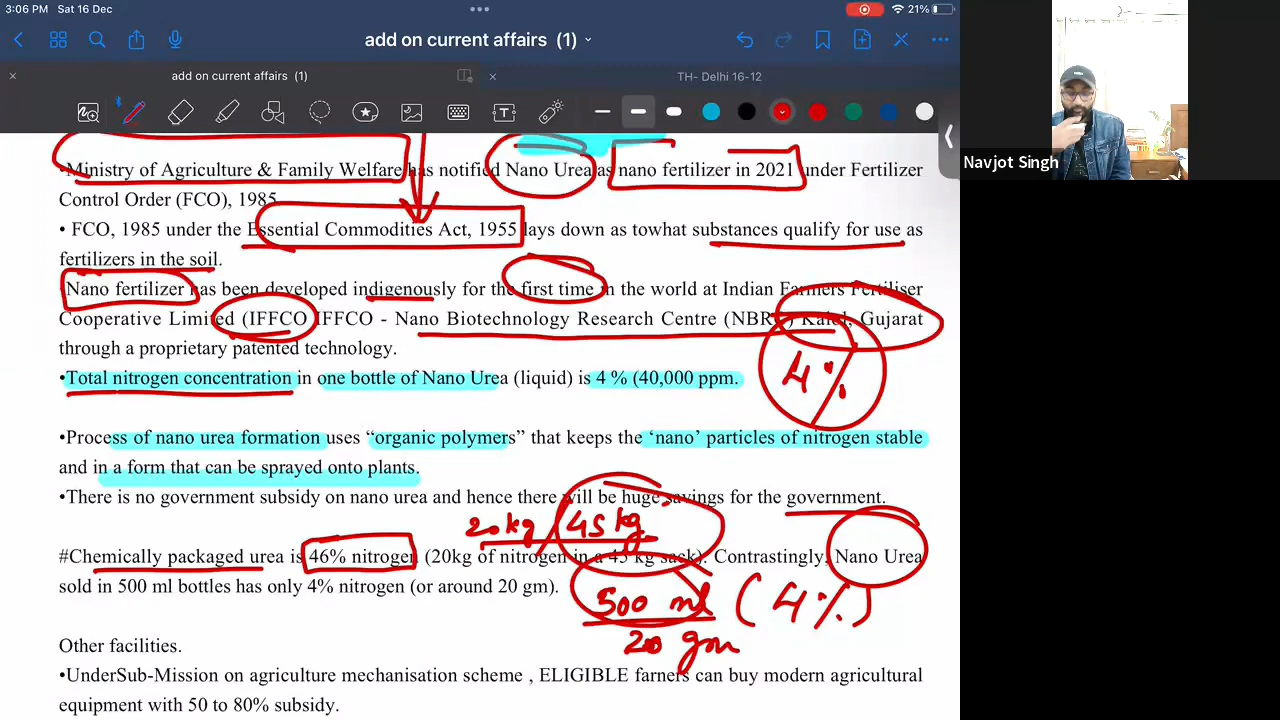 3:06 PM Sat 16 Dec
21%
add on current affairs (1)
add on current affairs (1)
TH- Delhi 16-12
•Ministry of Agriculture & Family Welfare has notified Nano Urea as nano fertilizer in 2021 under Fertilizer
Control Order (FCO), 1985.
• FCO, 1985 under the Essential Commodities Act, 1955 lays down as towhat substances qualify for use as
fertilizers in the soil.
•Nano fertilizer has been developed indigenously for the first time in the world at Indian Farmers Fertiliser
Cooperative Limited (IFFCO IFFCO - Nano Biotechnology Research Centre Kalol, Gujarat
through a proprietary patented technology.
•Total nitrogen concentration in one bottle of Nano Urea (liquid) is 4 % (40,000 ppm.
4%
•Process of nano urea formation uses “organic polymers” that keeps the ‘nano’ particles of nitrogen stable
and in a form that can be sprayed onto plants.
•There is no government subsidy on nano urea and hence there will be huge savings for the government.
20kg/45 kg
#Chemically packaged urea is 46% nitrogen (20kg of nitrogen in a 45 kg sack). Contrastingly, Nano Urea
sold in 500 ml bottles has only 4% nitrogen (or around 20 gm).
500 ml (4%)
20 gm
Other facilities.
•UnderSub-Mission on agriculture mechanisation scheme , ELIGIBLE farners can buy modern agricultural
equipment with 50 to 80% subsidy.
Navjot Singh